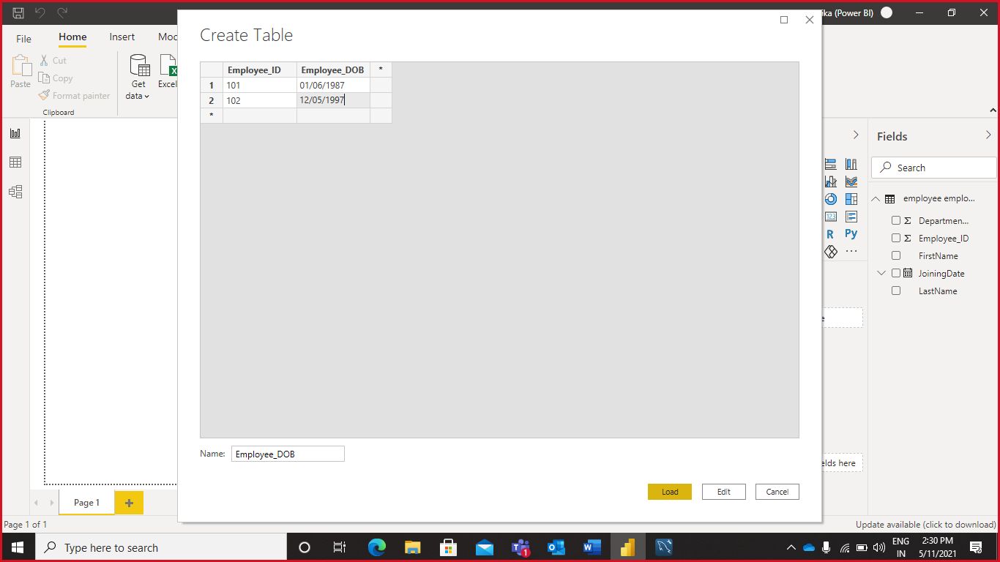 ika (Power BI)
File Home Insert Mod
Paste
Cut
Copy
Format painter
Clipboard
Get data
Excel
Create Table
Employee_ID Employee_DOB *
1 101 01/06/1987
2 102 12/05/1997
*
Name: Employee_DOB
Load Edit Cancel
123
R Py
e
elds here
Fields
Search
employee emplo...
Σ Departmen...
Σ Employee_ID
FirstName
JoiningDate
LastName
Page 1
Page 1 of 1
Update available (click to download)
Type here to search
1
ENG
IN
2:30 PM
5/11/2021